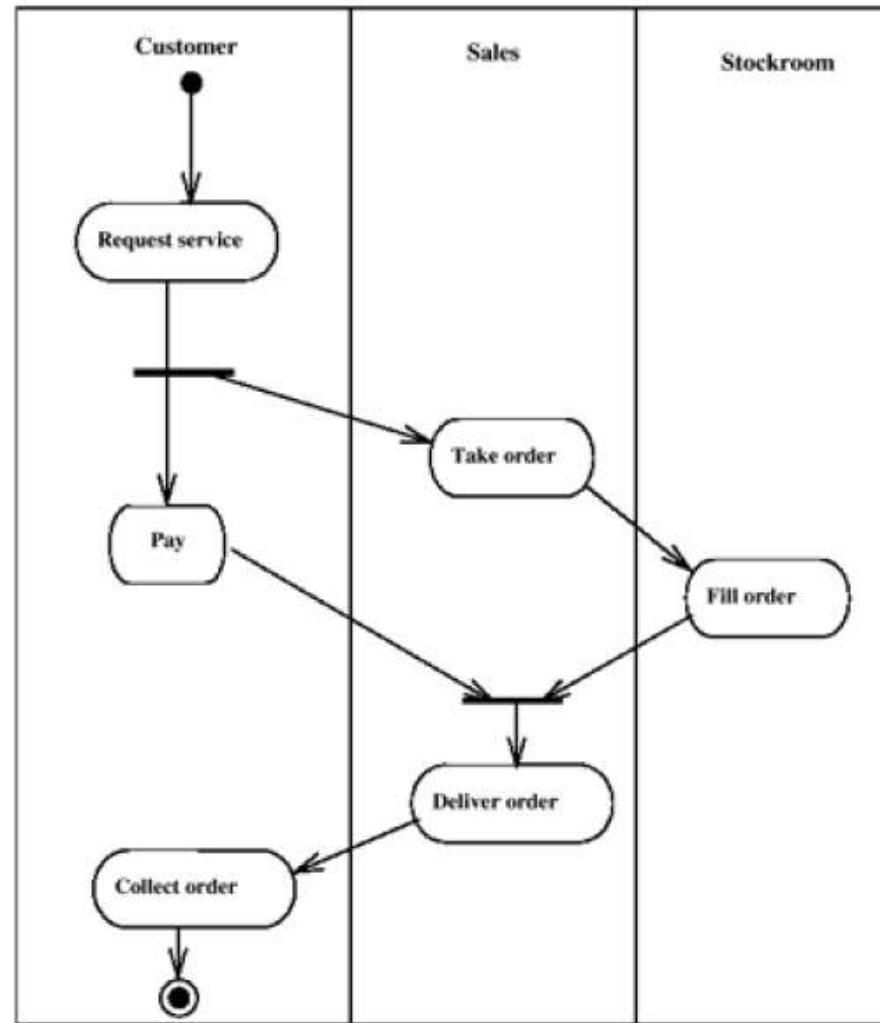 Customer
Sales
Stockroom
Request service
Take order
Pay
Fill order
Deliver order
Collect order